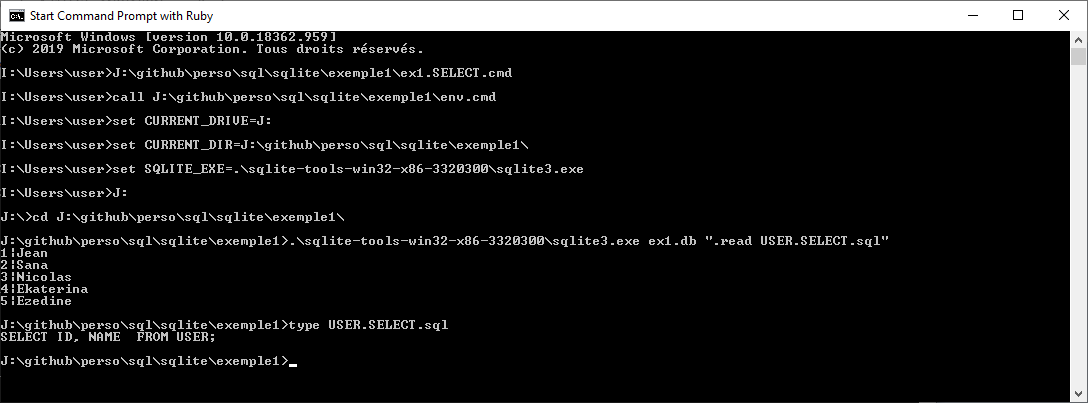 Start Command Prompt with Ruby
Microsoft Windows [version 10.0.18362.959]
(c) 2019 Microsoft Corporation. Tous droits réservés.
I:\Users\user>J:\github\perso\sql\sqlite\exemple1\ex1.SELECT.cmd
I:\Users\user>call J:\github\perso\sql\sqlite\exemple1\env.cmd
I:\Users\user>set CURRENT_DRIVE=J:
I:\Users\user>set CURRENT_DIR=J:\github\perso\sql\sqlite\exemple1\
I:\Users\user>set SQLITE_EXE=.\sqlite-tools-win32-x86-3320300\sqlite3.exe
I:\Users\user>J:
J:\>cd J:\github\perso\sql\sqlite\exemple1\
J:\github\perso\sql\sqlite\exemple1>.\sqlite-tools-win32-x86-3320300\sqlite3.exe ex1.db ".read USER.SELECT.sql"
1|Jean
2|Sana
3|Nicolas
4|Ekaterina
5|Ezedine
J:\github\perso\sql\sqlite\exemple1>type USER.SELECT.sql
SELECT ID, NAME  FROM USER;
J:\github\perso\sql\sqlite\exemple1>